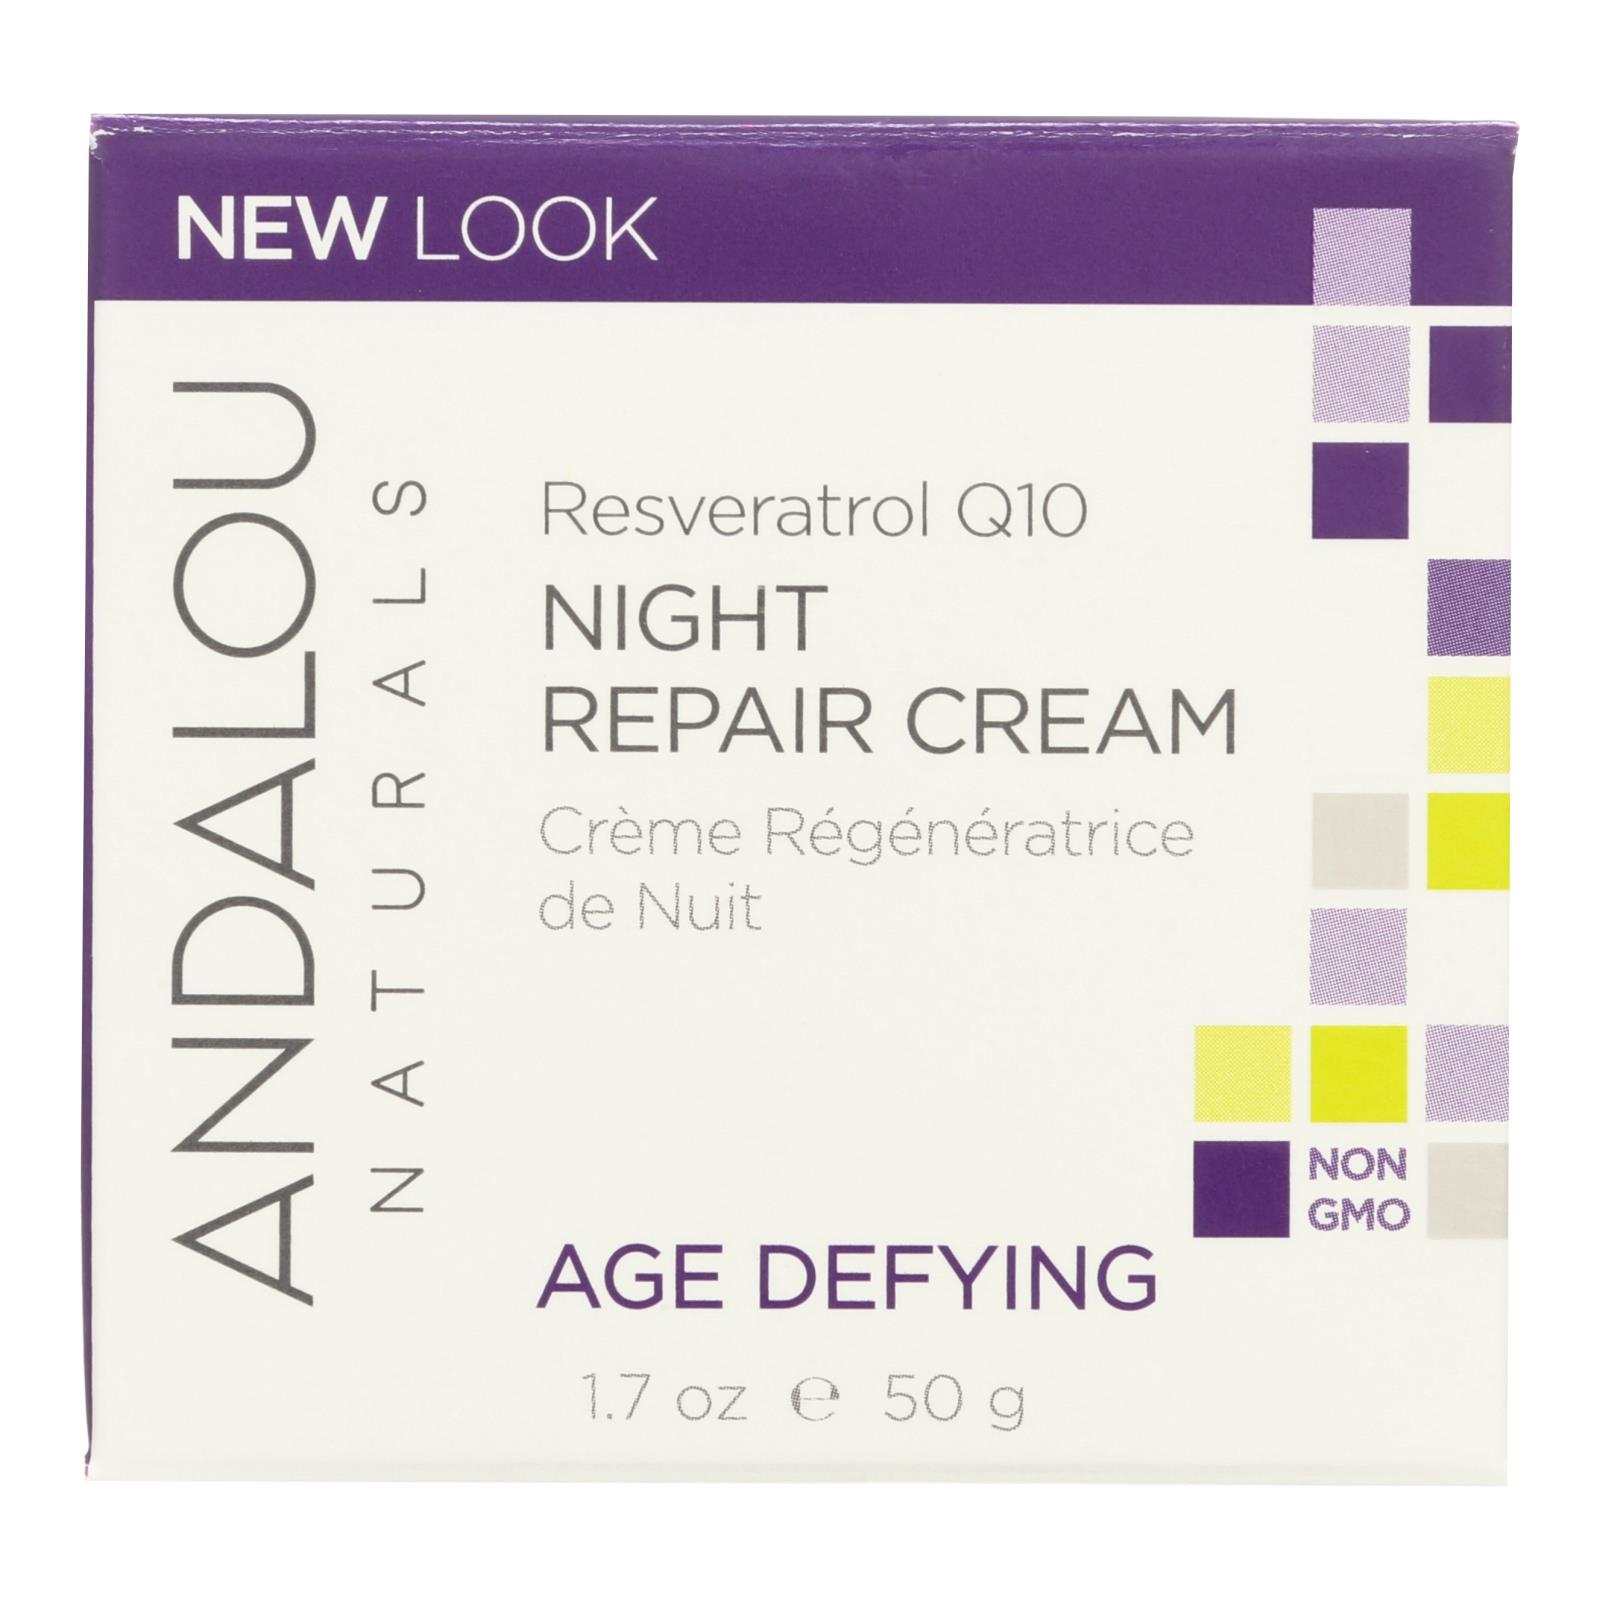 NEW LOOK
ANDALOU
NATURALS
Resveratrol Q10
NIGHT
REPAIR CREAM
Crème Régénératrice
de Nuit
NON
GMO
AGE DEFYING
1.7 oz ℮ 50 g